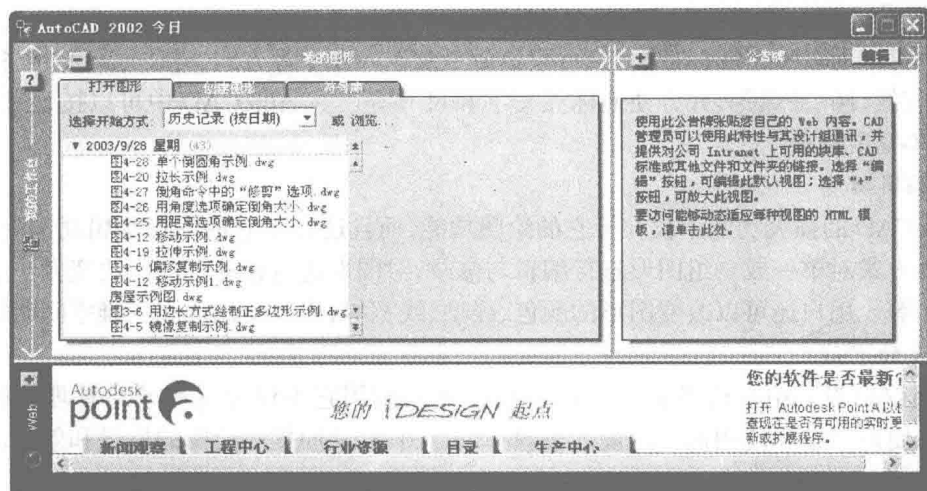 AutoCAD 2002 今日
我的图形
公告牌
编辑
打开图形
创建图形
符号库
选择开始方式:
历史记录 (按日期)
或 浏览...
2003/9/28 星期 (43)
图4-28 单个倒圆角示例.dwg
图4-20 拉长示例.dwg
图4-27 倒角命令中的“修剪”选项.dwg
图4-26 用角度选项确定倒角大小.dwg
图4-25 用距离选项确定倒角大小.dwg
图4-12 移动示例.dwg
图4-19 拉伸示例.dwg
图4-6 偏移复制示例.dwg
图4-12 移动示例1.dwg
房屋示例图.dwg
图3-6 用边长方式绘制正多边形示例.dwg
图4-5 镜像复制示例.dwg
使用此公告牌张贴您自己的 Web 内容。CAD
管理员可以使用此特性与其设计组通讯，并
提供对公司 Intranet 上可用的块库、CAD
标准或其他文件和文件夹的链接。选择“编
辑”按钮，可编辑此默认视图；选择“+”
按钮，可放大此视图。
要访问能够动态适应每种视图的 HTML 模
板，请单击此处。
Web
Autodesk
point
您的 iDESIGN 起点
您的软件是否最新
打开 Autodesk Point A 以
查现在是否有可用的实时更
新或扩展程序。
新闻观察
工程中心
行业资源
目录
生产中心